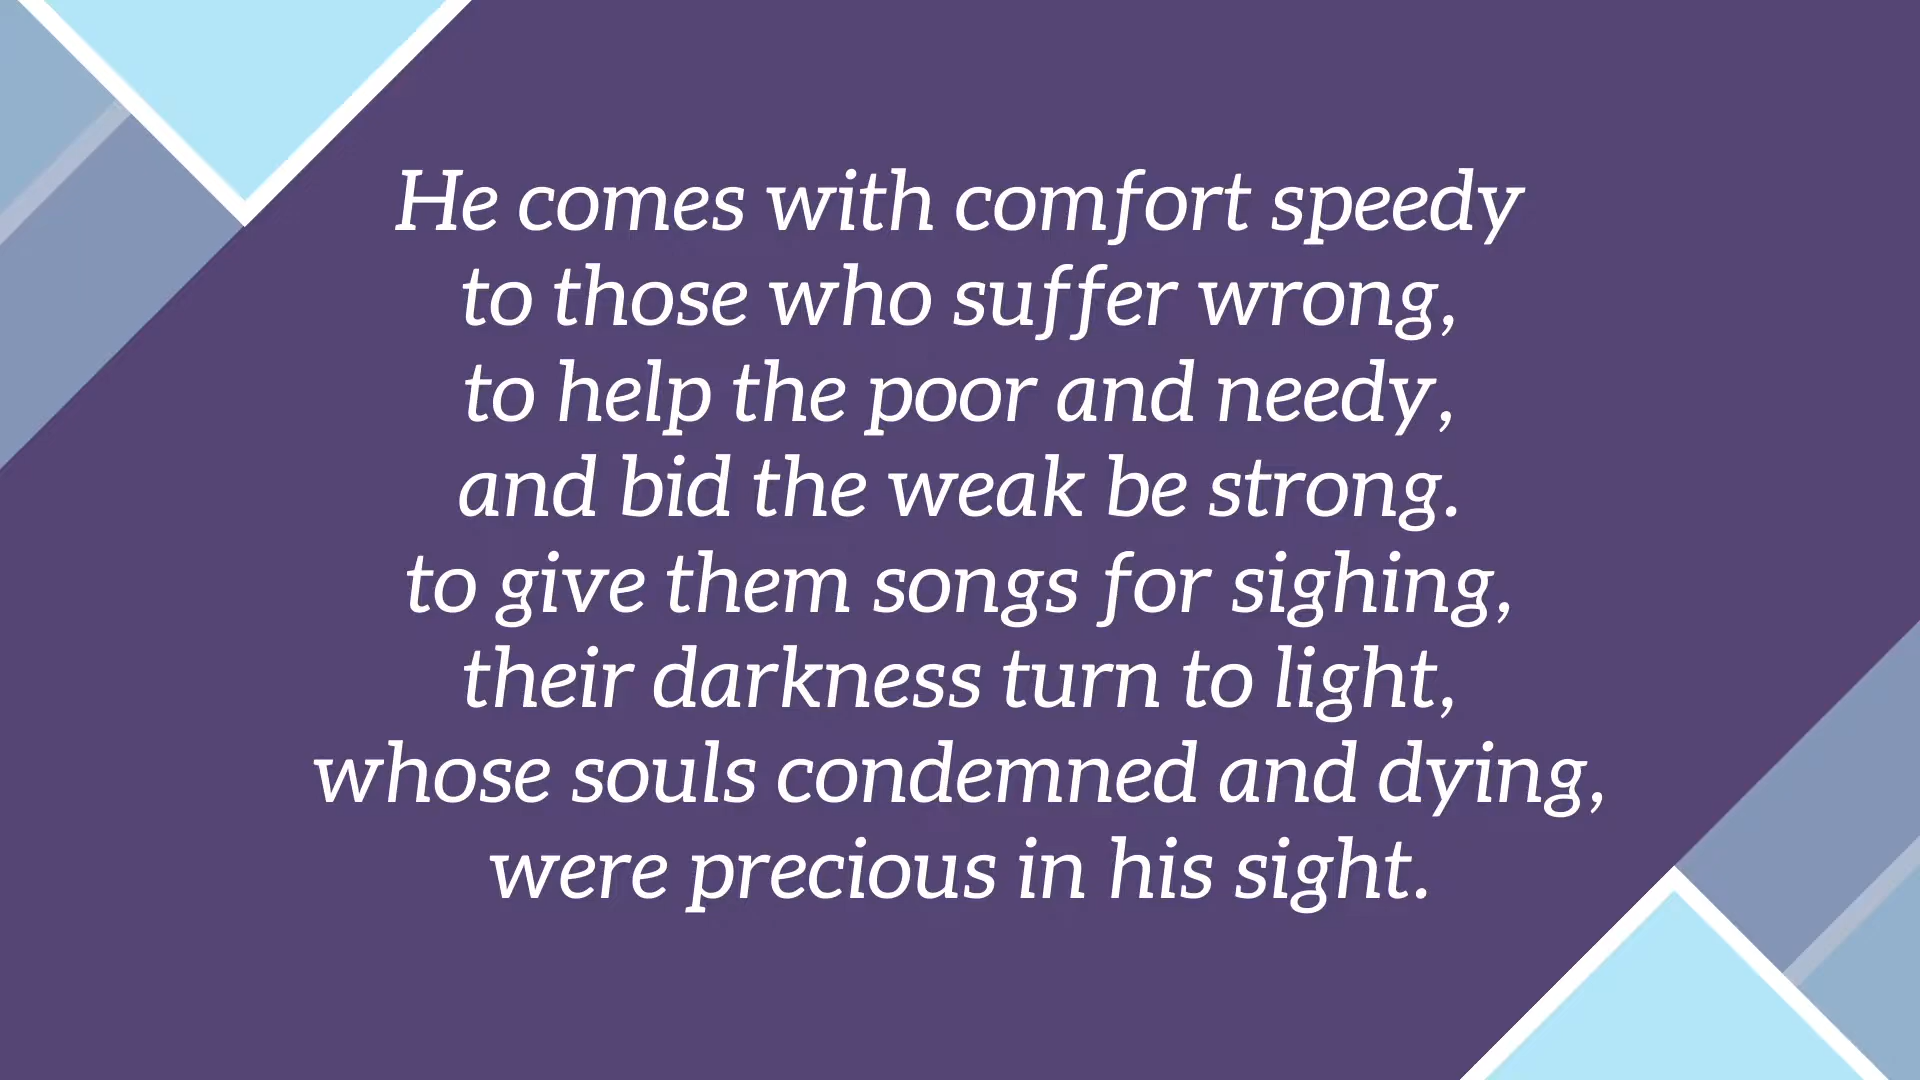 He comes with comfort speedy
to those who suffer wrong,
to help the poor and needy,
and bid the weak be strong.
to give them songs for sighing,
their darkness turn to light,
whose souls condemned and dying,
were precious in his sight.